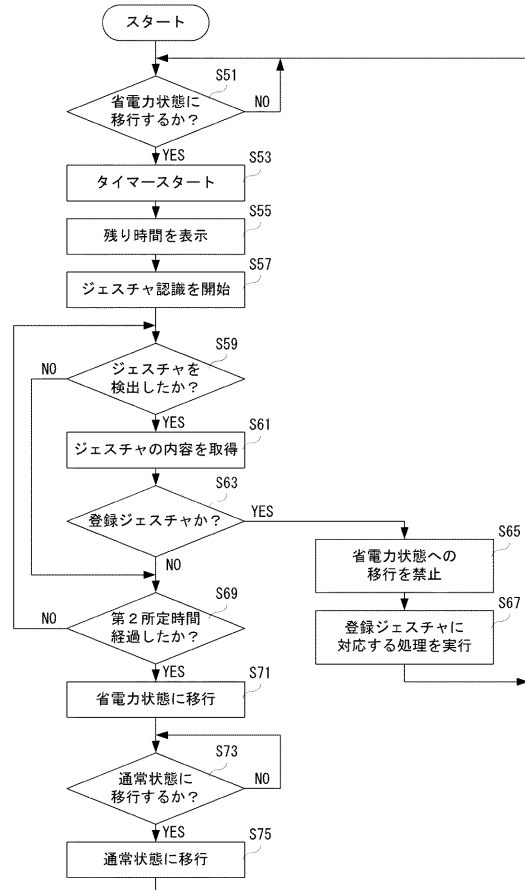 スタート
S51
省電力状態に
移行するか？
NO
YES
S53
タイマースタート
S55
残り時間を表示
S57
ジェスチャ認識を開始
S59
NO
ジェスチャを
検出したか？
YES
S61
ジェスチャの内容を取得
S63
登録ジェスチャか？
YES
NO
S65
省電力状態への
移行を禁止
S67
登録ジェスチャに
対応する処理を実行
S69
NO
第２所定時間
経過したか？
YES
S71
省電力状態に移行
S73
通常状態に
移行するか？
NO
YES
S75
通常状態に移行